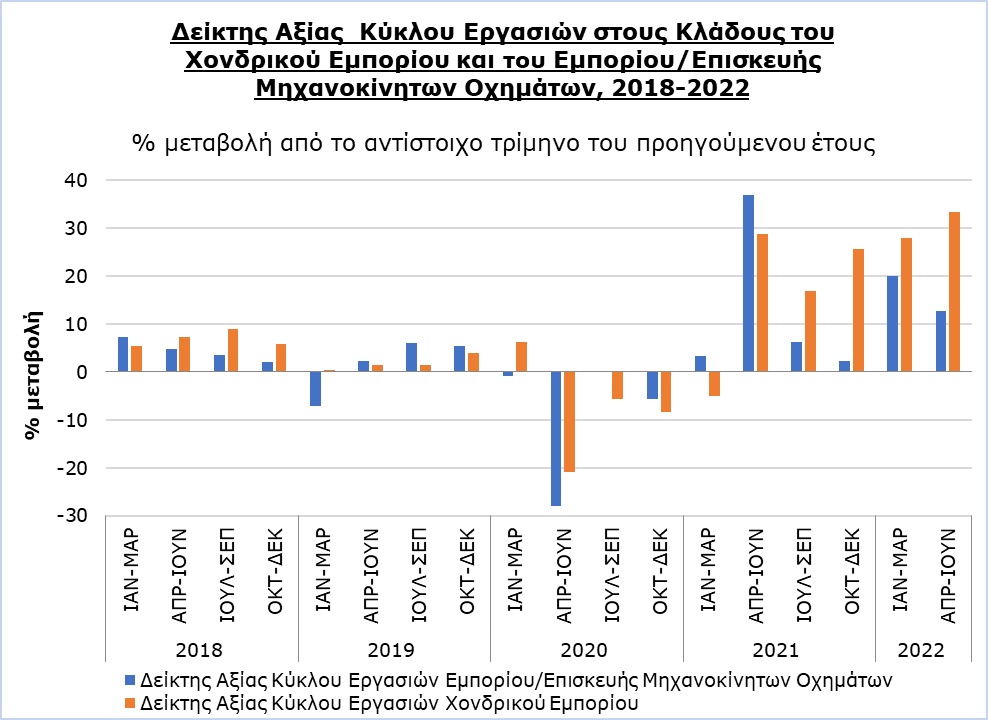 Δείκτης Αξίας Κύκλου Εργασιών στους Κλάδους του
Χονδρικού Εμπορίου και του Εμπορίου/Επισκευής
Μηχανοκίνητων Οχημάτων, 2018-2022
% μεταβολή από το αντίστοιχο τρίμηνο του προηγούμενου έτους
% μεταβολή
40
30
20
10
0
-10
-20
-30
ΙΑΝ-ΜΑΡ
ΑΠΡ-ΙΟΥΝ
ΙΟΥΛ-ΣΕΠ
ΟΚΤ-ΔΕΚ
ΙΑΝ-ΜΑΡ
ΑΠΡ-ΙΟΥΝ
ΙΟΥΛ-ΣΕΠ
ΟΚΤ-ΔΕΚ
ΙΑΝ-ΜΑΡ
ΑΠΡ-ΙΟΥΝ
ΙΟΥΛ-ΣΕΠ
ΟΚΤ-ΔΕΚ
ΙΑΝ-ΜΑΡ
ΑΠΡ-ΙΟΥΝ
ΙΟΥΛ-ΣΕΠ
ΟΚΤ-ΔΕΚ
ΙΑΝ-ΜΑΡ
ΑΠΡ-ΙΟΥΝ
2018
2019
2020
2021
2022
Δείκτης Αξίας Κύκλου Εργασιών Εμπορίου/Επισκευής Μηχανοκίνητων Οχημάτων
Δείκτης Αξίας Κύκλου Εργασιών Χονδρικού Εμπορίου